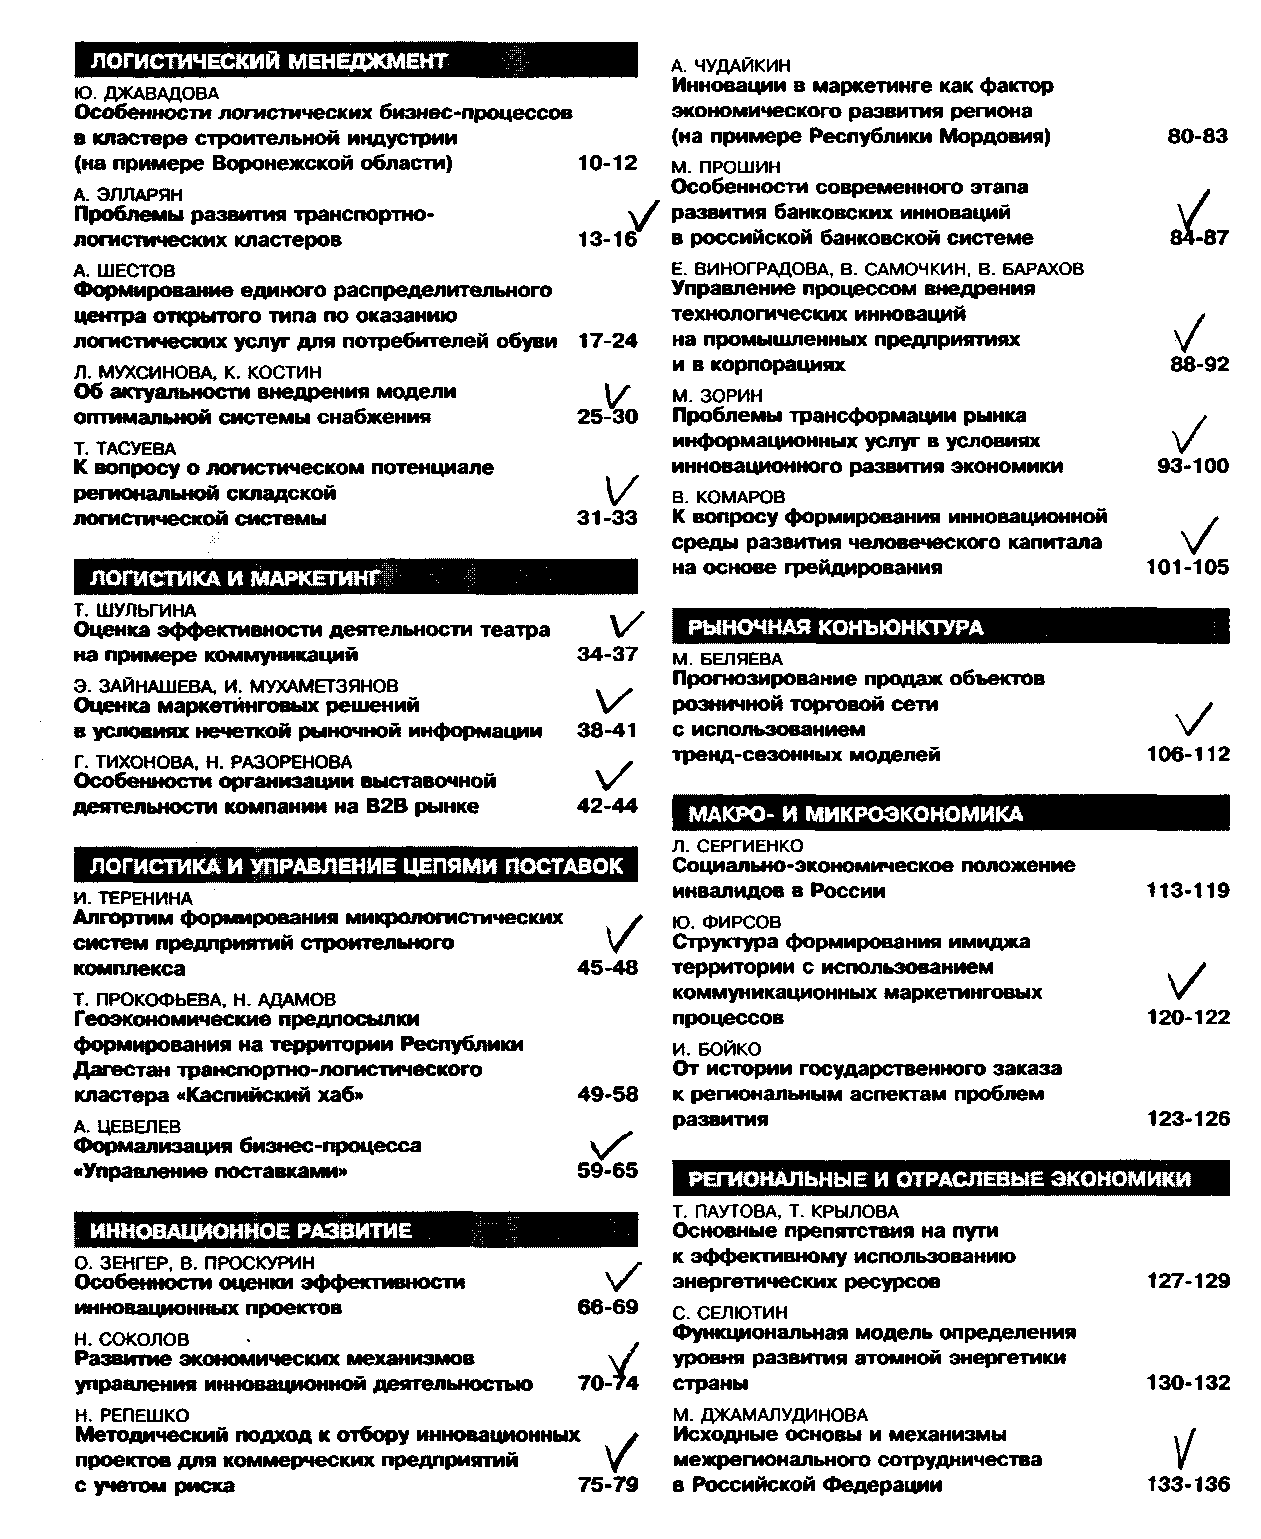 ЛОГИСТИЧЕСКИЙ МЕНЕДЖМЕНТ
Ю. ДЖАВАДОВА
Особенности логистических бизнес-процессов
в кластере строительной индустрии
(на примере Воронежской области) 10-12
А. ЭЛЛАРЯН
Проблемы развития транспортно-
логистических кластеров 13-16
А. ШЕСТОВ
Формирование единого распределительного
центра открытого типа по оказанию
логистических услуг для потребителей обуви 17-24
Л. МУХСИНОВА, К. КОСТИН
Об актуальности внедрения модели
оптимальной системы снабжения 25-30
Т. ТАСУЕВА
К вопросу о логистическом потенциале
региональной складской
логистической системы 31-33
ЛОГИСТИКА И МАРКЕТИНГ
Т. ШУЛЬГИНА
Оценка эффективности деятельности театра
на примере коммуникаций 34-37
Э. ЗАЙНАШЕВА, И. МУХАМЕТЗЯНОВ
Оценка маркетинговых решений
в условиях нечеткой рыночной информации 38-41
Г. ТИХОНОВА, Н. РАЗОРЕНОВА
Особенности организации выставочной
деятельности компании на B2B рынке 42-44
ЛОГИСТИКА И УПРАВЛЕНИЕ ЦЕПЯМИ ПОСТАВОК
И. ТЕРЕНИНА
Алгортим формирования микрологистических
систем предприятий строительного
комплекса 45-48
Т. ПРОКОФЬЕВА, Н. АДАМОВ
Геоэкономические предпосылки
формирования на территории Республики
Дагестан транспортно-логистического
кластера «Каспийский хаб» 49-58
А. ЦЕВЕЛЕВ
Формализация бизнес-процесса
«Управление поставками» 59-65
ИННОВАЦИОННОЕ РАЗВИТИЕ
О. ЗЕНГЕР, В. ПРОСКУРИН
Особенности оценки эффективности
инновационных проектов 66-69
Н. СОКОЛОВ
Развитие экономических механизмов
управления инновационной деятельностью 70-74
Н. РЕПЕШКО
Методический подход к отбору инновационных
проектов для коммерческих предприятий
с учетом риска 75-79
А. ЧУДАЙКИН
Инновации в маркетинге как фактор
экономического развития региона
(на примере Республики Мордовия) 80-83
М. ПРОШИН
Особенности современного этапа
развития банковских инноваций
в российской банковской системе 84-87
Е. ВИНОГРАДОВА, В. САМОЧКИН, В. БАРАХОВ
Управление процессом внедрения
технологических инноваций
на промышленных предприятиях
и в корпорациях 88-92
М. ЗОРИН
Проблемы трансформации рынка
информационных услуг в условиях
инновационного развития экономики 93-100
В. КОМАРОВ
К вопросу формирования инновационной
среды развития человеческого капитала
на основе грейдирования 101-105
РЫНОЧНАЯ КОНЪЮНКТУРА
М. БЕЛЯЕВА
Прогнозирование продаж объектов
розничной торговой сети
с использованием
тренд-сезонных моделей 106-112
МАКРО- И МИКРОЭКОНОМИКА
Л. СЕРГИЕНКО
Социально-экономическое положение
инвалидов в России 113-119
Ю. ФИРСОВ
Структура формирования имиджа
территории с использованием
коммуникационных маркетинговых
процессов 120-122
И. БОЙКО
От истории государственного заказа
к региональным аспектам проблем
развития 123-126
РЕГИОНАЛЬНЫЕ И ОТРАСЛЕВЫЕ ЭКОНОМИКИ
Т. ПАУТОВА, Т. КРЫЛОВА
Основные препятствия на пути
к эффективному использованию
энергетических ресурсов 127-129
С. СЕЛЮТИН
Функциональная модель определения
уровня развития атомной энергетики
страны 130-132
М. ДЖАМАЛУДИНОВА
Исходные основы и механизмы
межрегионального сотрудничества
в Российской Федерации 133-136